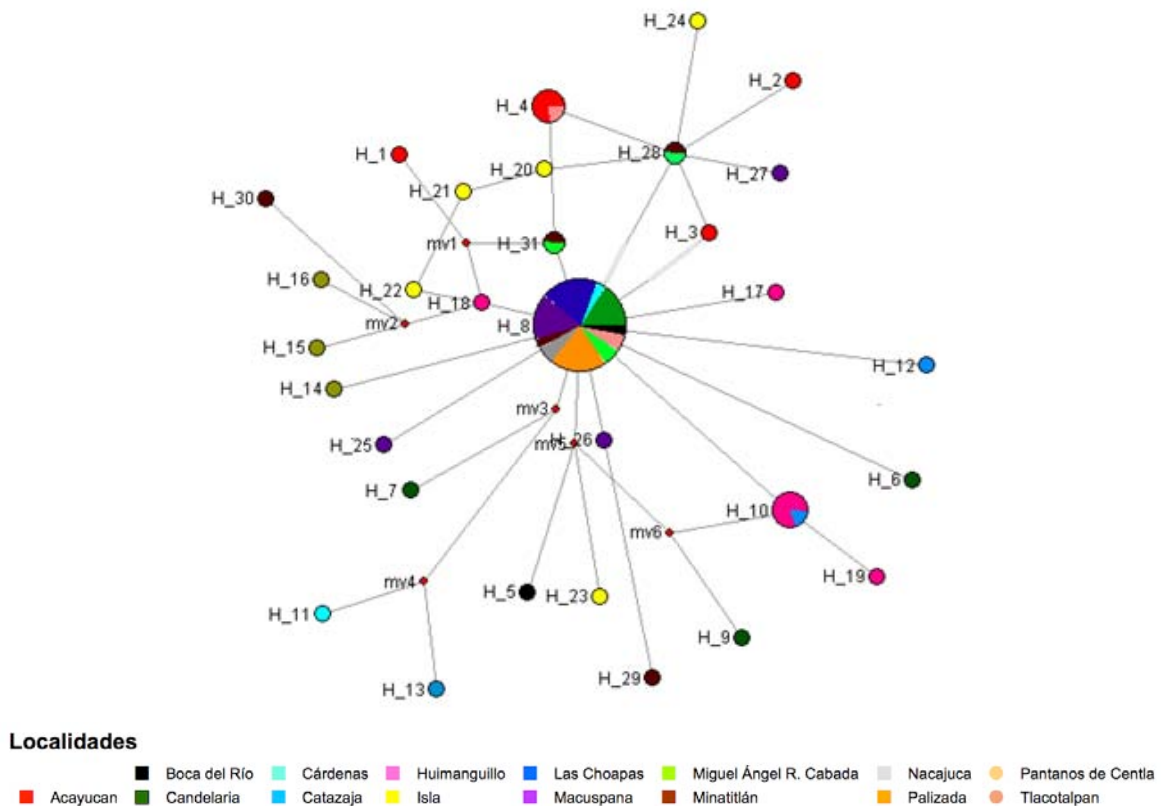 H_24
H_2
H_4
H_1
H_28
H_20
H_27
H_21
H_30
H_3
mv1
H_31
H_16
H_22
H_18
H_17
mv2
H_8
H_15
H_12
H_14
mv3
H_25
mv5
H_26
H_7
H_6
H_10
mv6
H_19
mv4
H_5
H_23
H_11
H_9
H_29
H_13
Localidades
Boca del Río Cárdenas Huimanguillo Las Choapas Miguel Ángel R. Cabada Nacajuca Pantanos de Centla
Acayucan Candelaria Catazaja Isla Macuspana Minatitlán Palizada Tlacotalpan